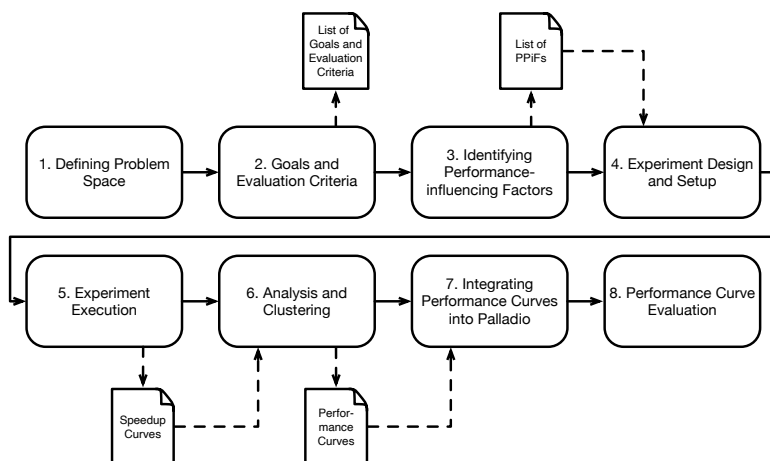 List of
Goals and
Evaluation
Criteria
List of
PPiFs
1. Defining Problem
Space
2. Goals and
Evaluation Criteria
3. Identifying
Performance-
influencing Factors
4. Experiment Design
and Setup
5. Experiment
Execution
6. Analysis and
Clustering
7. Integrating
Performance Curves
into Palladio
8. Performance Curve
Evaluation
Speedup
Curves
Perfor-
mance
Curves